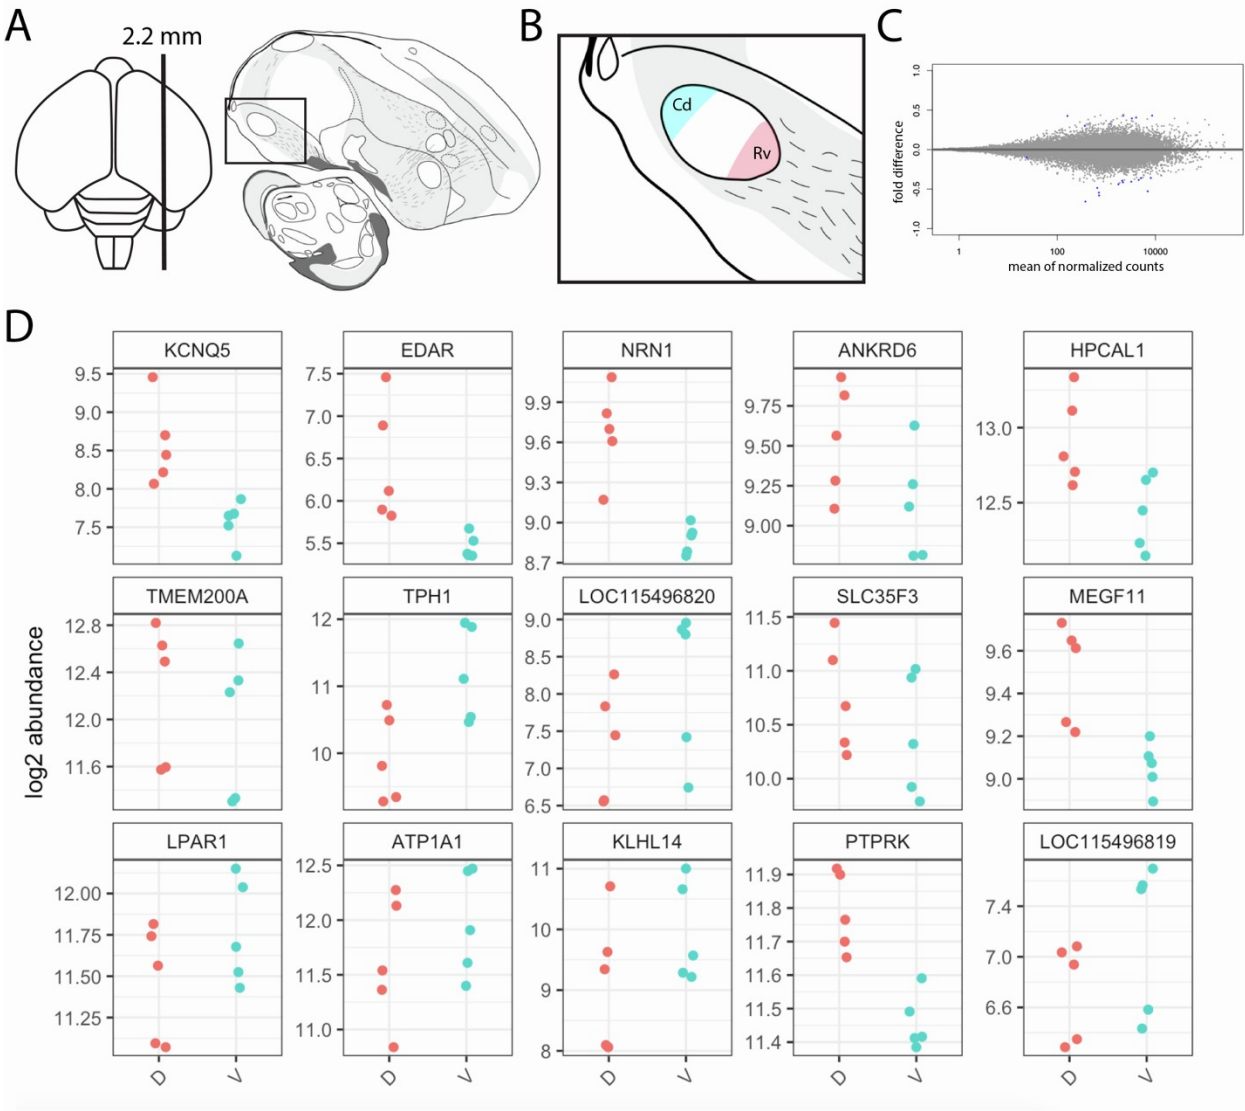 A
2.2 mm
B
Cd
Rv
C
fold difference
1.0
0.5
0.0
-0.5
-1.0
1
100
10000
mean of normalized counts
D
log2 abundance
KCNQ5
9.5
9.0
8.5
8.0
7.5
EDAR
7.5
7.0
6.5
6.0
5.5
NRN1
9.9
9.6
9.3
9.0
8.7
ANKRD6
9.75
9.50
9.25
9.00
HPCAL1
13.0
12.5
TMEM200A
12.8
12.4
12.0
11.6
TPH1
12
11
10
LOC115496820
9.0
8.5
8.0
7.5
7.0
6.5
SLC35F3
11.5
11.0
10.5
10.0
MEGF11
9.6
9.4
9.2
9.0
LPAR1
12.00
11.75
11.50
11.25
D
V
ATP1A1
12.5
12.0
11.5
11.0
D
V
KLHL14
11
10
9
8
D
V
PTPRK
11.9
11.8
11.7
11.6
11.5
11.4
D
V
LOC115496819
7.4
7.0
6.6
D
V